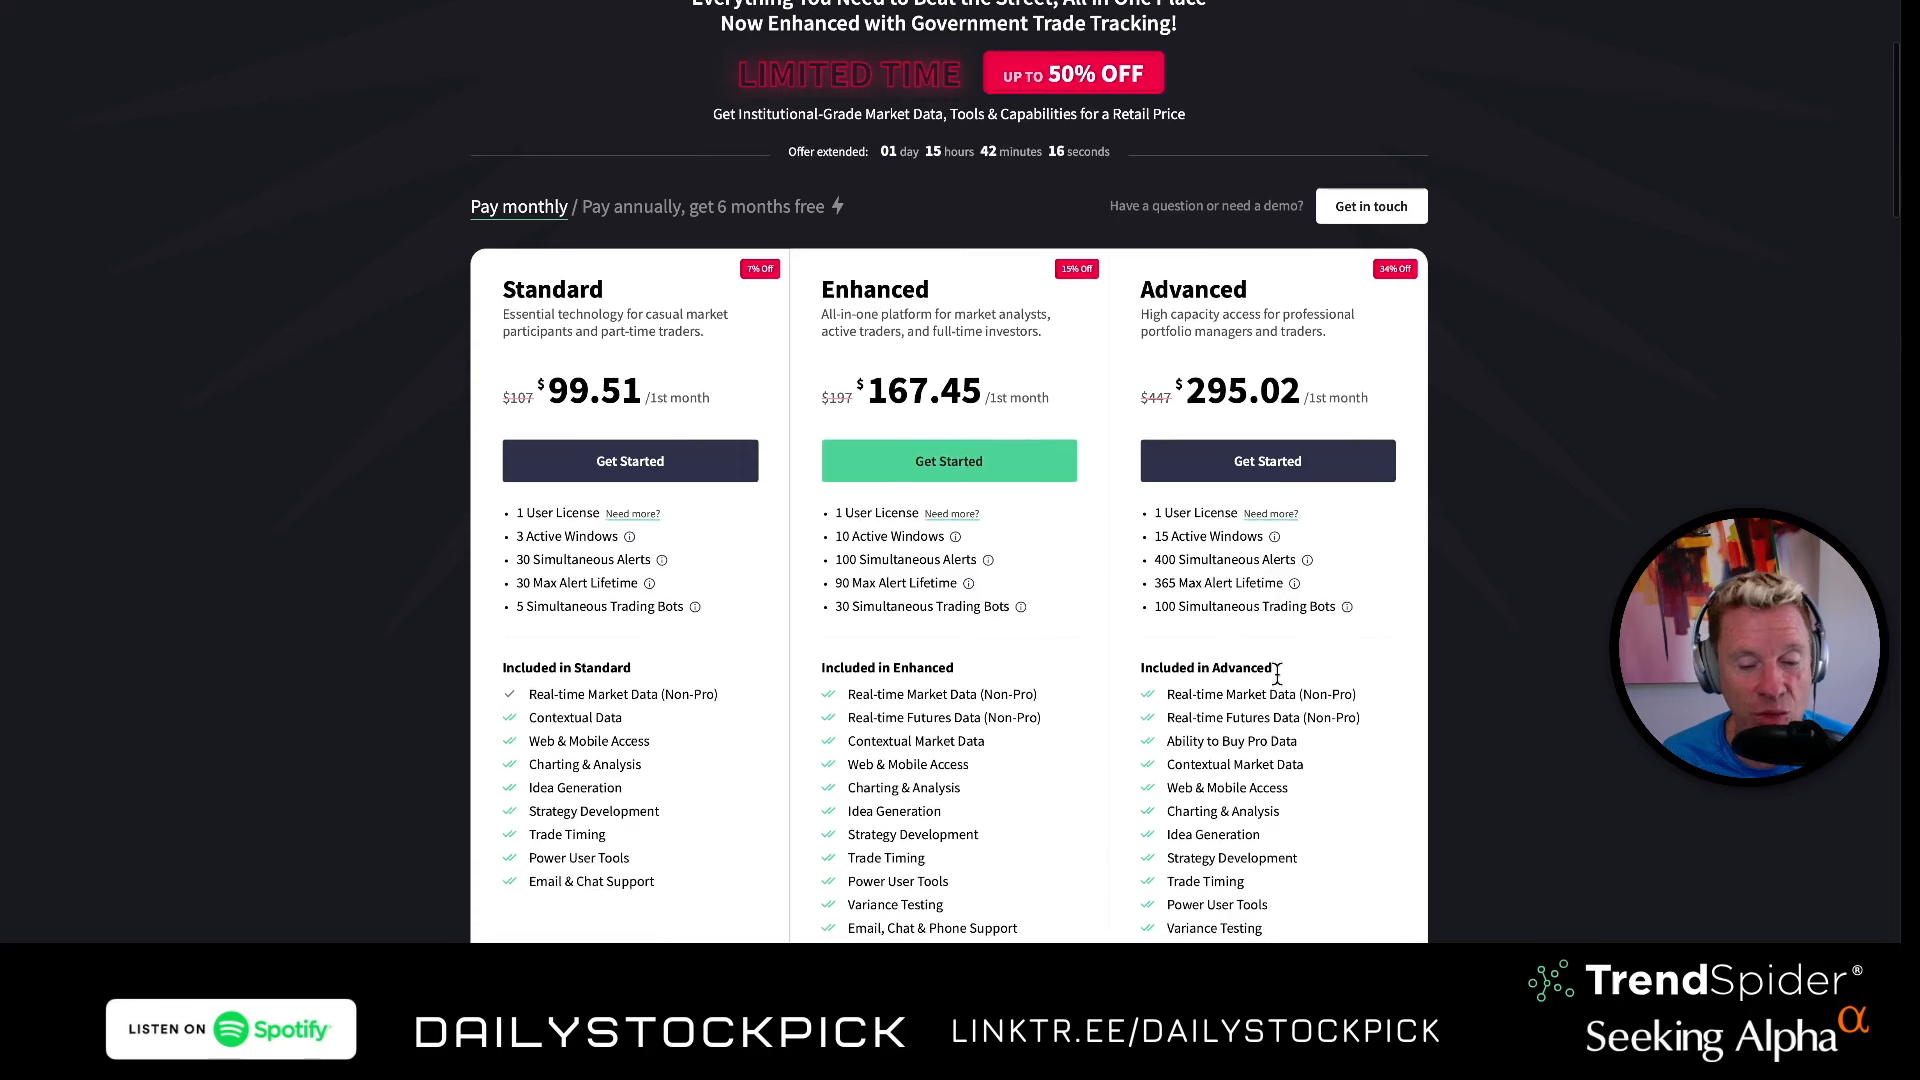 Everything You Need to Beat the Street, All in One Place
Now Enhanced with Government Trade Tracking!
LIMITED TIME
UP TO 50% OFF
Get Institutional-Grade Market Data, Tools & Capabilities for a Retail Price
Offer extended: 01 day 15 hours 42 minutes 16 seconds
Pay monthly / Pay annually, get 6 months free
Have a question or need a demo?
Get in touch
7% Off
Standard
Essential technology for casual market
participants and part-time traders.
$107 $99.51 /1st month
Get Started
• 1 User License Need more?
• 3 Active Windows
• 30 Simultaneous Alerts
• 30 Max Alert Lifetime
• 5 Simultaneous Trading Bots
Included in Standard
Real-time Market Data (Non-Pro)
Contextual Data
Web & Mobile Access
Charting & Analysis
Idea Generation
Strategy Development
Trade Timing
Power User Tools
Email & Chat Support
15% Off
Enhanced
All-in-one platform for market analysts,
active traders, and full-time investors.
$197 $167.45 /1st month
Get Started
• 1 User License Need more?
• 10 Active Windows
• 100 Simultaneous Alerts
• 90 Max Alert Lifetime
• 30 Simultaneous Trading Bots
Included in Enhanced
Real-time Market Data (Non-Pro)
Real-time Futures Data (Non-Pro)
Contextual Market Data
Web & Mobile Access
Charting & Analysis
Idea Generation
Strategy Development
Trade Timing
Power User Tools
Variance Testing
Email, Chat & Phone Support
34% Off
Advanced
High capacity access for professional
portfolio managers and traders.
$447 $295.02 /1st month
Get Started
• 1 User License Need more?
• 15 Active Windows
• 400 Simultaneous Alerts
• 365 Max Alert Lifetime
• 100 Simultaneous Trading Bots
Included in Advanced
Real-time Market Data (Non-Pro)
Real-time Futures Data (Non-Pro)
Ability to Buy Pro Data
Contextual Market Data
Web & Mobile Access
Charting & Analysis
Idea Generation
Strategy Development
Trade Timing
Power User Tools
Variance Testing
LISTEN ON Spotify
DAILYSTOCKPICK
LINKTR.EE/DAILYSTOCKPICK
TrendSpider®
Seeking Alpha α